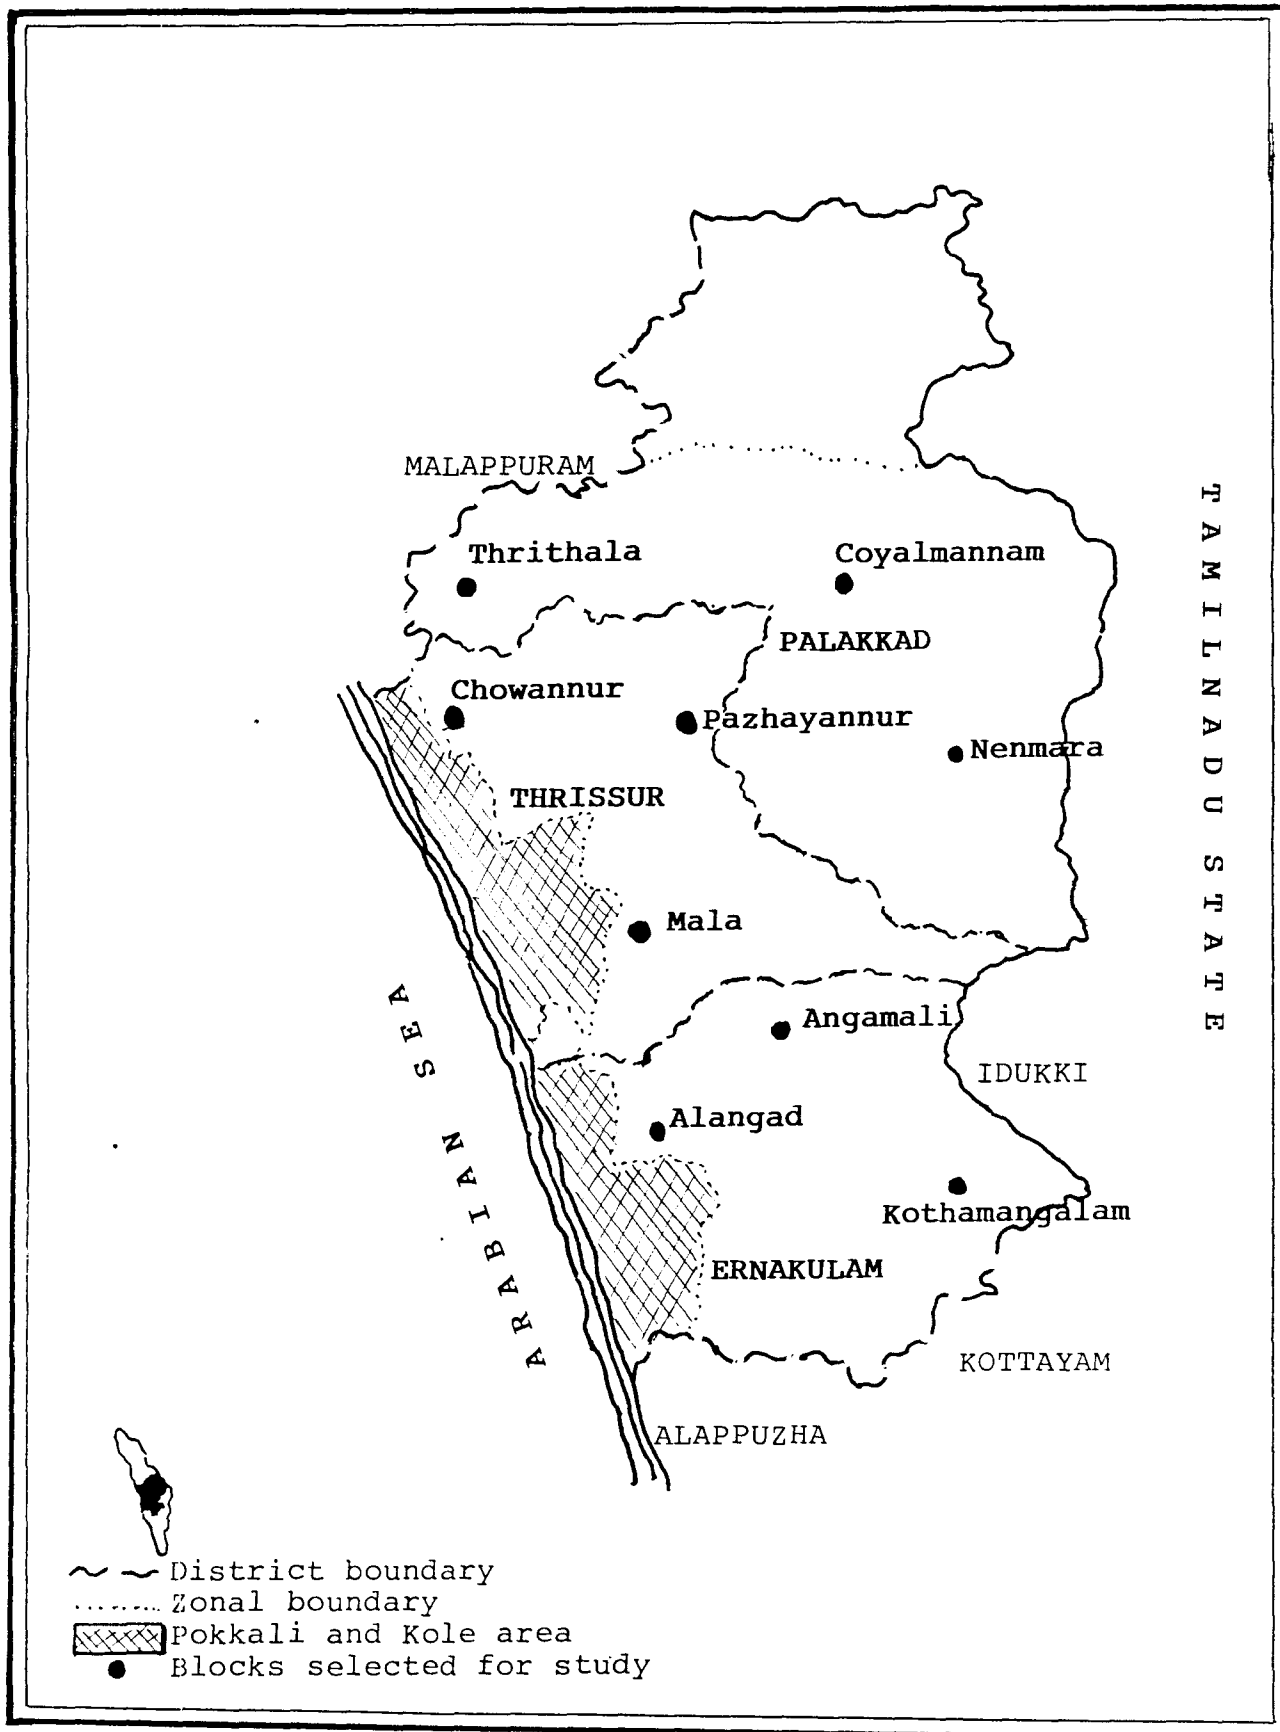 MALAPPURAM
Thrithala
Coyalmannam
PALAKKAD
Chowannur
Pazhayannur
Nenmara
THRISSUR
Mala
Angamali
IDUKKI
Alangad
Kothamangalam
ERNAKULAM
KOTTAYAM
ALAPPUZHA
TAMILNADU STATE
ARABIAN SEA
District boundary
Zonal boundary
Pokkali and Kole area
Blocks selected for study